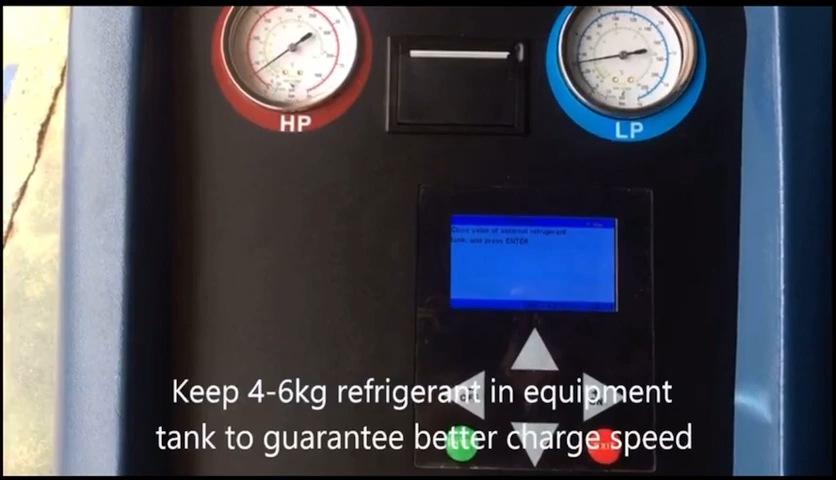 HP
LP
Close valve of external refrigerant
tank, and press ENTER
Keep 4-6kg refrigerant in equipment
tank to guarantee better charge speed